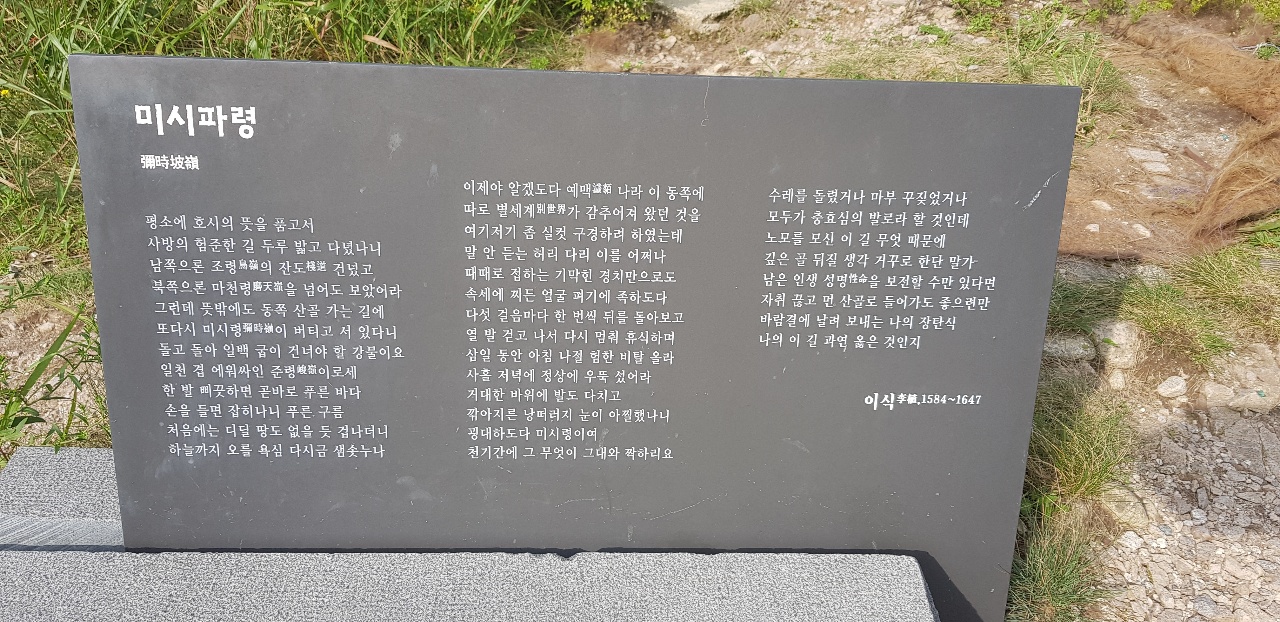 미시파령
彌時坡嶺
평소에 호시의 뜻을 품고서
사방의 험준한 길 두루 밟고 다녔나니
남쪽으론 조령鳥嶺의 잔도棧道 건넜고
북쪽으론 마천령磨天嶺을 넘어도 보았어라
그런데 뜻밖에도 동쪽 산골 가는 길에
또다시 미시령彌時嶺이 버티고 서 있다니
돌고 돌아 일백 굽이 건너야 할 강물이요
일천 겹 에워싸인 준령峻嶺이로세
한 발 삐끗하면 곧바로 푸른 바다
손을 들면 잡히나니 푸른 구름
처음에는 디딜 땅도 없을 듯 겁나더니
하늘까지 오를 욕심 다시금 샘솟누나
이제야 알겠도다 예맥濊貊 나라 이 동쪽에
따로 별세계別世界가 감추어져 왔던 것을
여기저기 좀 실컷 구경하려 하였는데
말 안 듣는 허리 다리 이를 어쩌나
때때로 접하는 기막힌 경치만으로도
속세에 찌든 얼굴 펴기에 족하도다
다섯 걸음마다 한 번씩 뒤를 돌아보고
열 발 걷고 나서 다시 멈춰 휴식하며
삼일 동안 아침 나절 험한 비탈 올라
사흘 저녁에 정상에 우뚝 섰어라
거대한 바위에 발도 다치고
깎아지른 낭떠러지 눈이 아찔했나니
굉대하도다 미시령이여
천기간에 그 무엇이 그대와 짝하리요
수레를 돌렸거나 마부 꾸짖었거나
모두가 충효심의 발로라 할 것인데
노모를 모신 이 길 무엇 때문에
깊은 골 뒤질 생각 거꾸로 한단 말가
남은 인생 성명性命을 보전할 수만 있다면
자취 끊고 먼 산골로 들어가도 좋으련만
바람결에 날려 보내는 나의 장탄식
나의 이 길 과연 옳은 것인지
이식李植,1584~1647